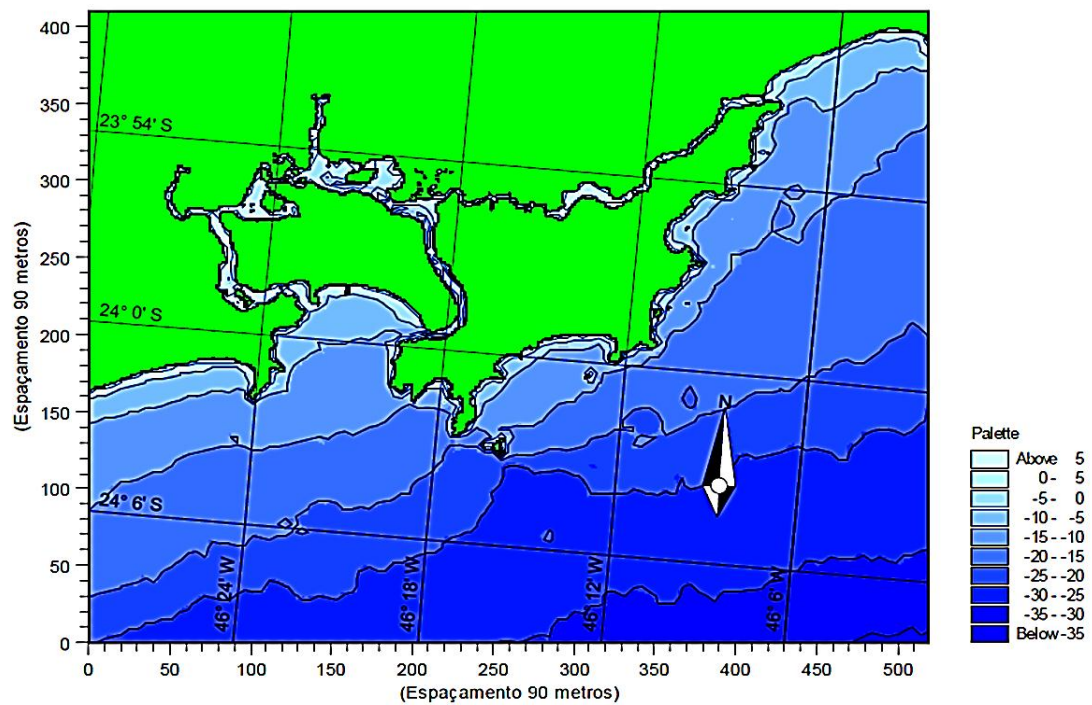 400
350
300
250
200
150
100
50
0
(Espaçamento 90 metros)
23° 54' S
24° 0' S
24° 6' S
46° 24' W
46° 18' W
46° 12' W
46° 6' W
N
0
50
100
150
200
250
300
350
400
450
500
(Espaçamento 90 metros)
Palette
Above 5
0 - 5
-5 - 0
-10 - -5
-15 - -10
-20 - -15
-25 - -20
-30 - -25
-35 - -30
Below -35